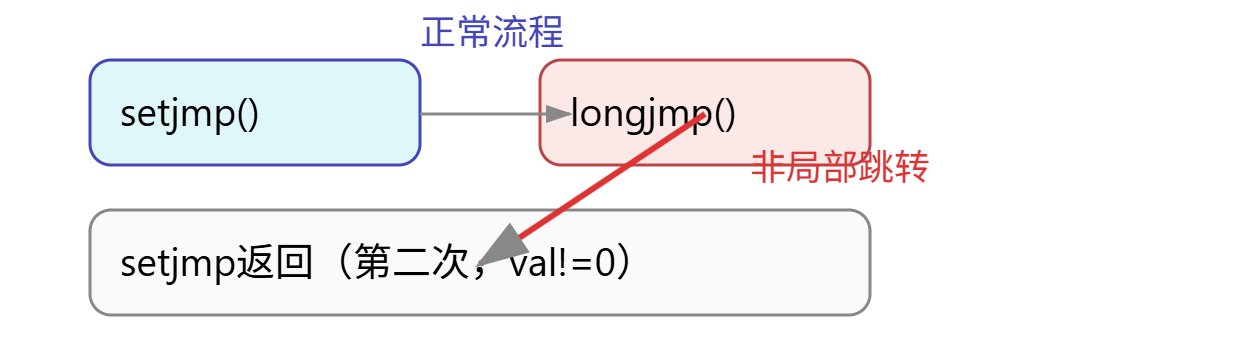 正常流程
setjmp()
longjmp()
非局部跳转
setjmp返回（第二次，val!=0）